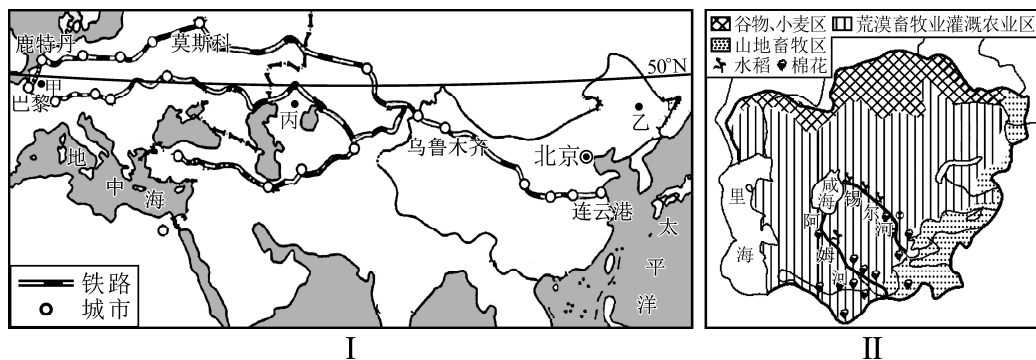 鹿特丹
莫斯科
50°N
甲
巴黎
丙
乙
乌鲁木齐
北京
地
中
海
连云港
太
平
洋
铁路
城市
I
谷物、小麦区
荒漠畜牧业灌溉农业区
山地畜牧区
水稻
棉花
里
海
咸海
锡
尔
河
阿
姆
河
II